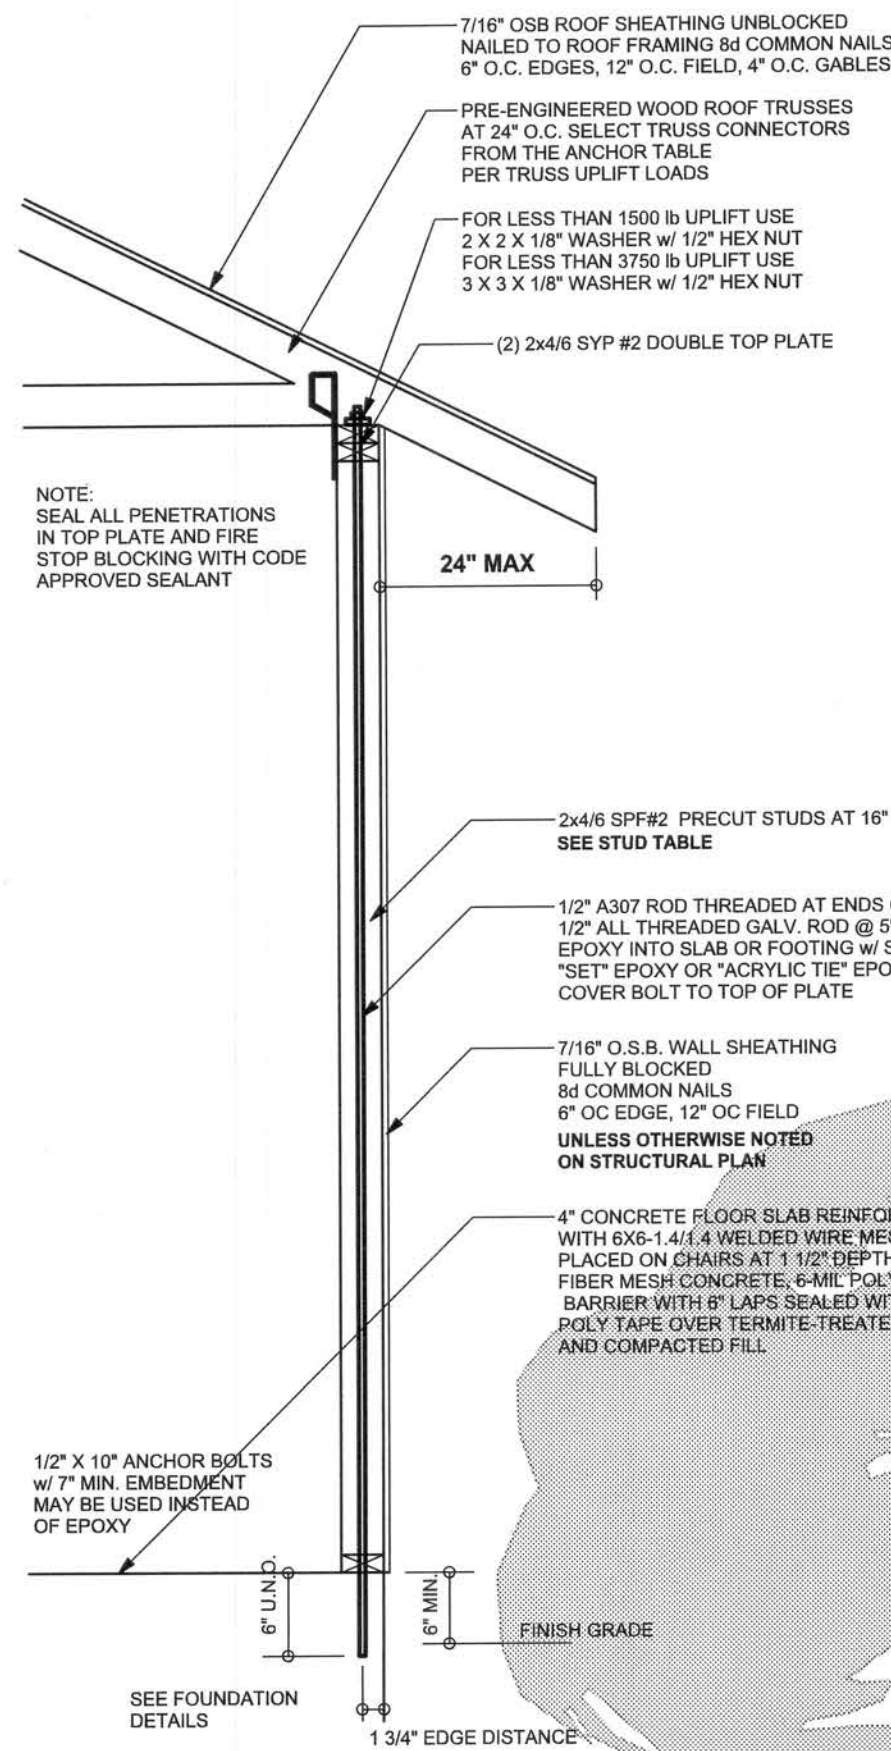 7/16" OSB ROOF SHEATHING UNBLOCKED
NAILED TO ROOF FRAMING 8d COMMON NAILS
6" O.C. EDGES, 12" O.C. FIELD, 4" O.C. GABLES
PRE-ENGINEERED WOOD ROOF TRUSSES
AT 24" O.C. SELECT TRUSS CONNECTORS
FROM THE ANCHOR TABLE
PER TRUSS UPLIFT LOADS
FOR LESS THAN 1500 lb UPLIFT USE
2 X 2 X 1/8" WASHER w/ 1/2" HEX NUT
FOR LESS THAN 3750 lb UPLIFT USE
3 X 3 X 1/8" WASHER w/ 1/2" HEX NUT
(2) 2x4/6 SYP #2 DOUBLE TOP PLATE
NOTE:
SEAL ALL PENETRATIONS
IN TOP PLATE AND FIRE
STOP BLOCKING WITH CODE
APPROVED SEALANT
24" MAX
2x4/6 SPF#2 PRECUT STUDS AT 16"
SEE STUD TABLE
1/2" A307 ROD THREADED AT ENDS
1/2" ALL THREADED GALV. ROD @ 5'
EPOXY INTO SLAB OR FOOTING w/
"SET" EPOXY OR "ACRYLIC TIE"
COVER BOLT TO TOP OF PLATE
7/16" O.S.B. WALL SHEATHING
FULLY BLOCKED
8d COMMON NAILS
6" OC EDGE, 12" OC FIELD
UNLESS OTHERWISE NOTED
ON STRUCTURAL PLAN
4" CONCRETE FLOOR SLAB
WITH 6X6-1.4/1.4 WELDED WIRE
PLACED ON CHAIRS AT 1 1/2" DEPTH
FIBER MESH CONCRETE, 6-MIL
BARRIER WITH 6" LAPS SEALED
POLY TAPE OVER
AND COMPACTED FILL
1/2" X 10" ANCHOR BOLTS
w/ 7" MIN. EMBEDMENT
MAY BE USED INSTEAD
OF EPOXY
6" U.N.O.
6" MIN.
FINISH GRADE
SEE FOUNDATION
DETAILS
1 3/4" EDGE DISTANCE